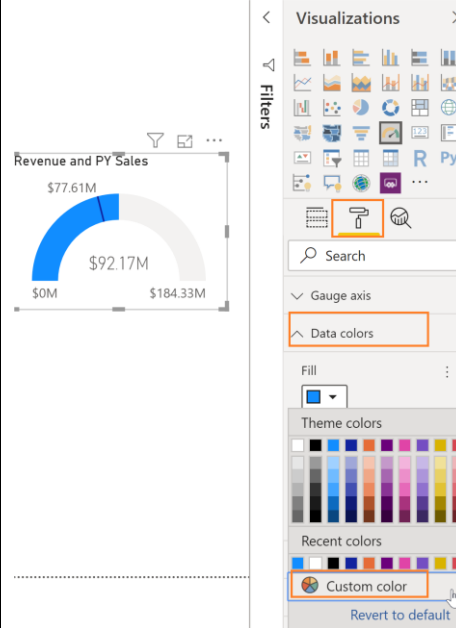 Visualizations
Filters
Revenue and PY Sales
$77.61M
$92.17M
$0M
$184.33M
123
R
Py
Search
Gauge axis
Data colors
Fill
Theme colors
Recent colors
Custom color
Revert to default